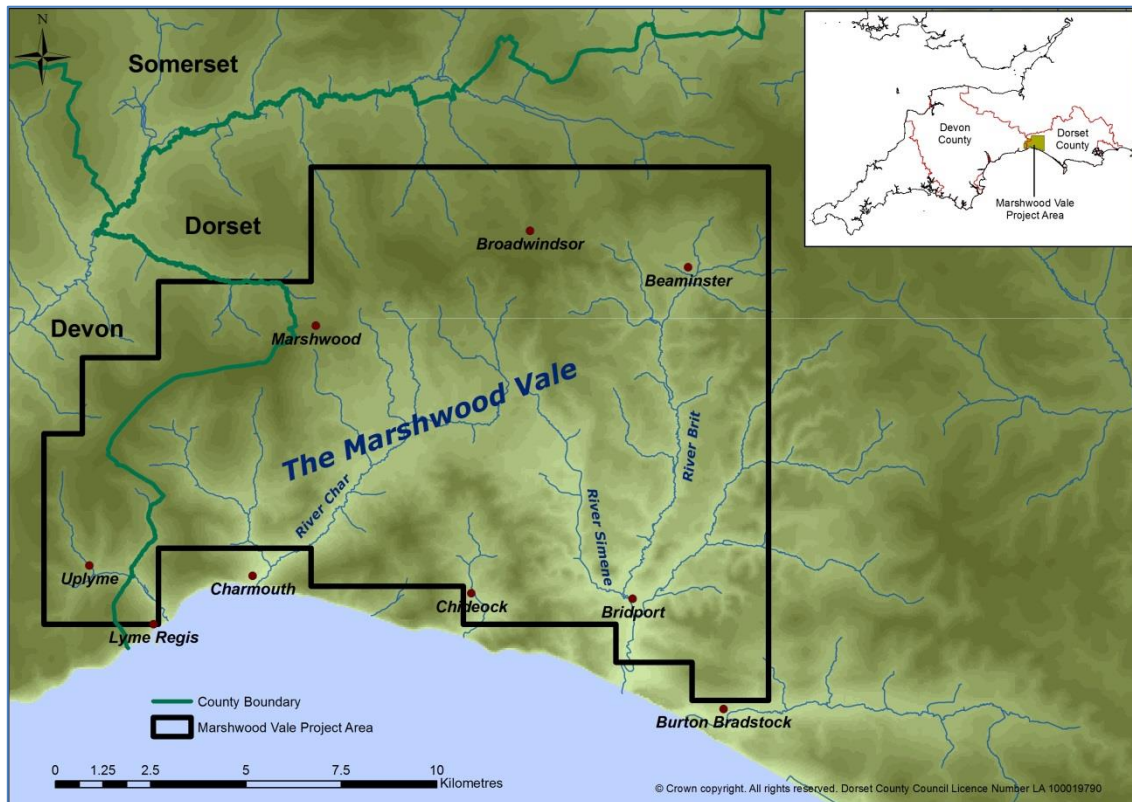 N
Somerset
Devon
County
Dorset
County
Marshwood Vale
Project Area
Dorset
Broadwindsor
Beaminster
Devon
Marshwood
The Marshwood Vale
River Brit
River Char
River Simene
Uplyme
Charmouth
Chideock
Bridport
Lyme Regis
County Boundary
Marshwood Vale Project Area
Burton Bradstock
0 1.25 2.5 5 7.5 10
Kilometres
© Crown copyright. All rights reserved. Dorset County Council Licence Number LA 100019790